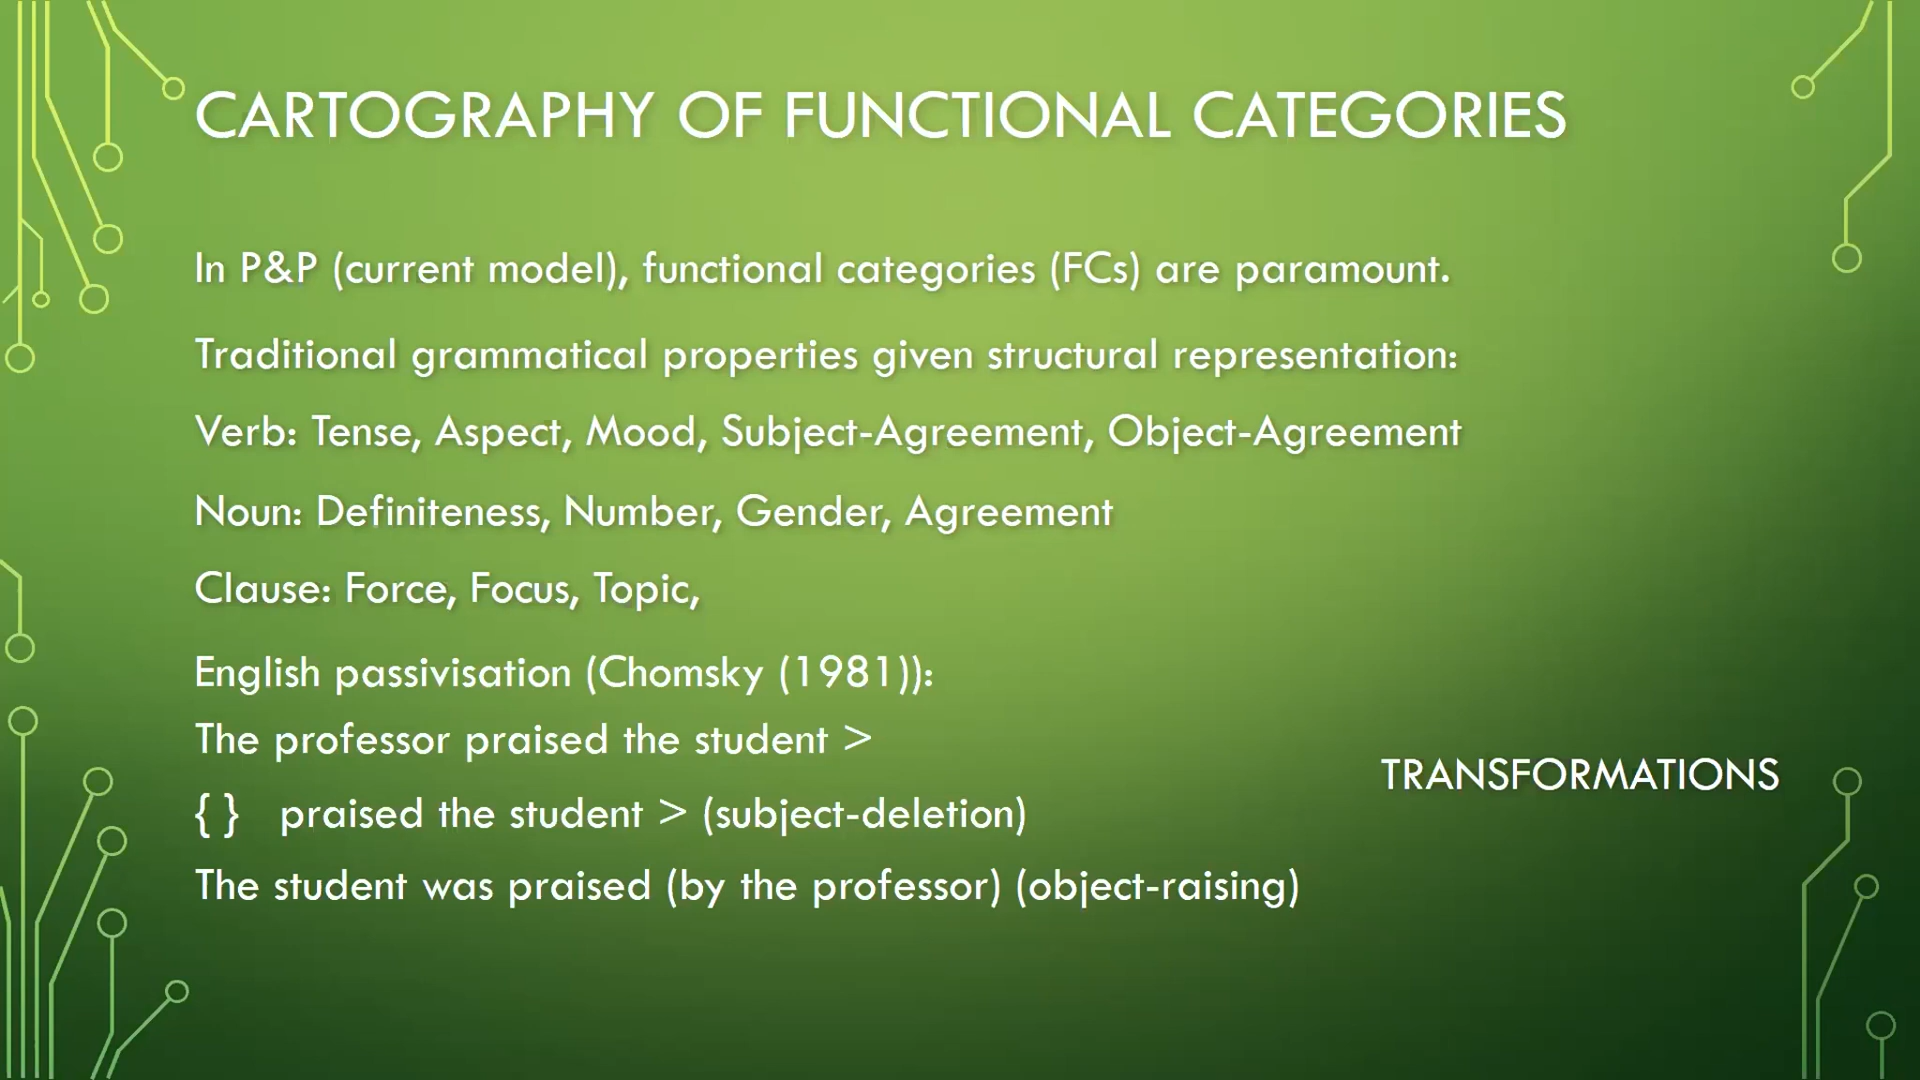 CARTOGRAPHY OF FUNCTIONAL CATEGORIES
In P&P (current model), functional categories (FCs) are paramount.
Traditional grammatical properties given structural representation:
Verb: Tense, Aspect, Mood, Subject-Agreement, Object-Agreement
Noun: Definiteness, Number, Gender, Agreement
Clause: Force, Focus, Topic,
English passivisation (Chomsky (1981)):
The professor praised the student >
{ } praised the student > (subject-deletion)
The student was praised (by the professor) (object-raising)
TRANSFORMATIONS